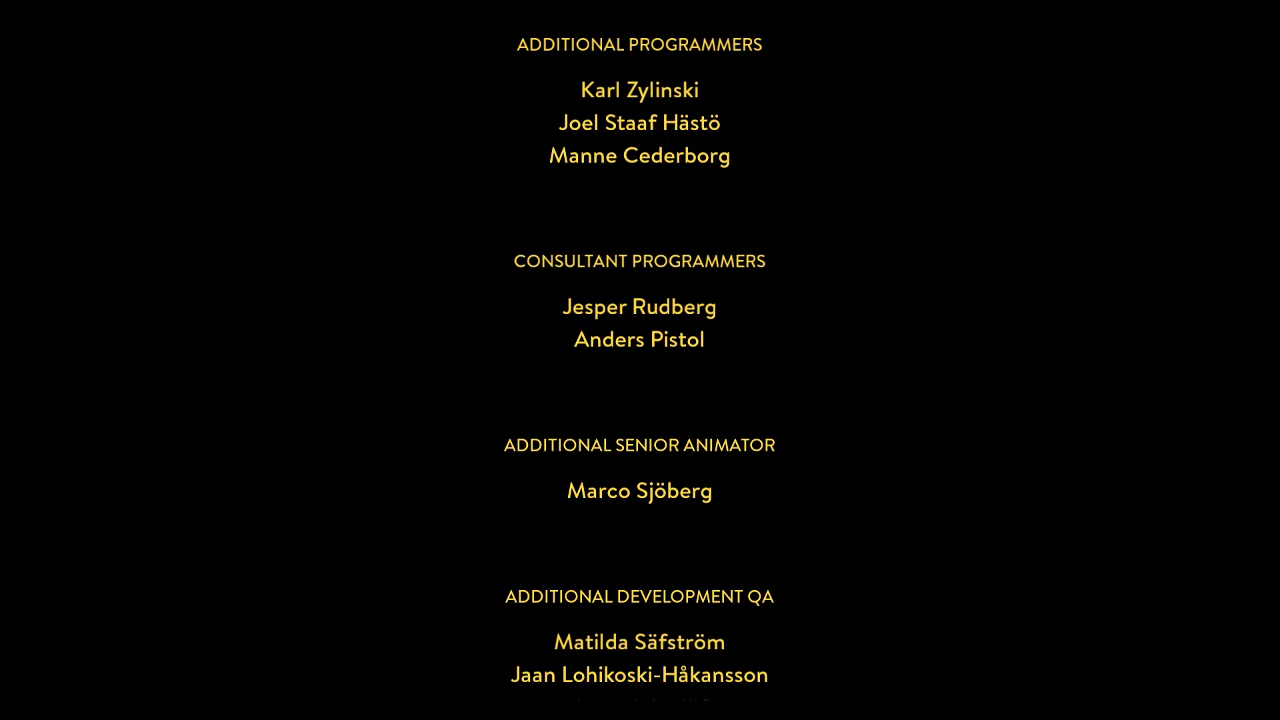 ADDITIONAL PROGRAMMERS
Karl Zylinski
Joel Staaf Hästö
Manne Cederborg
CONSULTANT PROGRAMMERS
Jesper Rudberg
Anders Pistol
ADDITIONAL SENIOR ANIMATOR
Marco Sjöberg
ADDITIONAL DEVELOPMENT QA
Matilda Säfström
Jaan Lohikoski-Håkansson